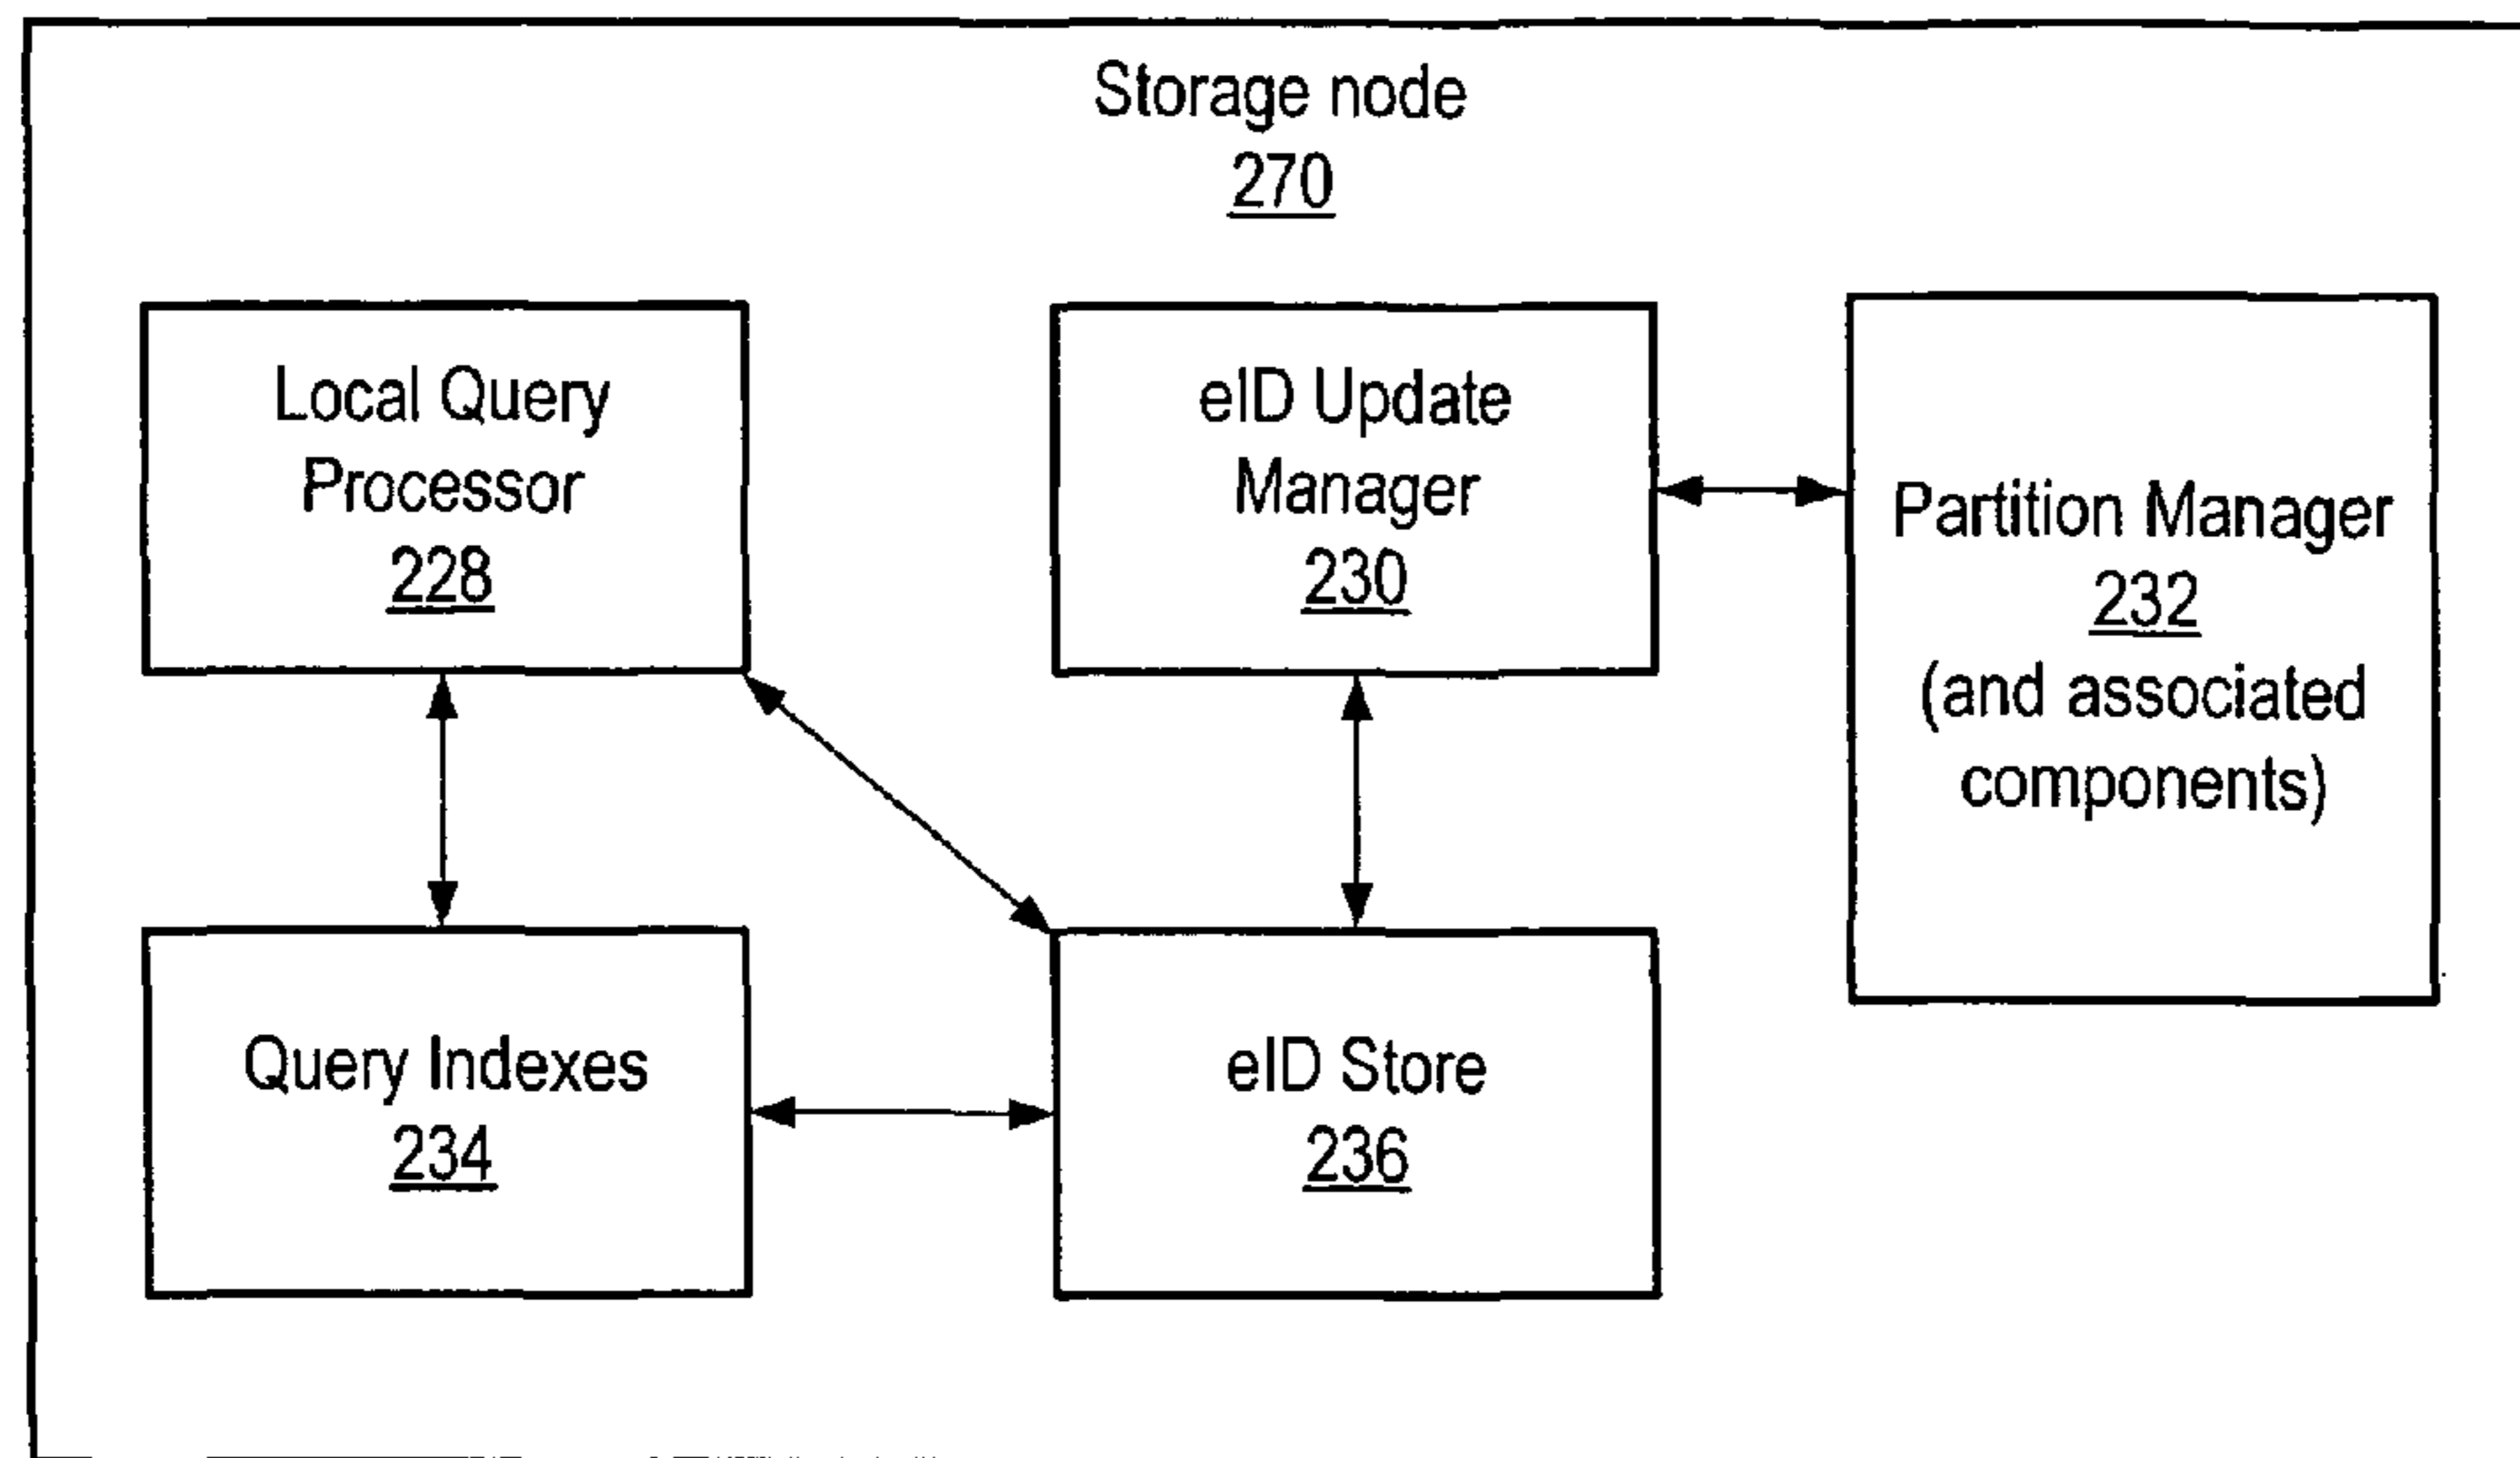 Storage node
270
Local Query
Processor
228
eID Update
Manager
230
Partition Manager
232
(and associated
components)
Query Indexes
234
eID Store
236